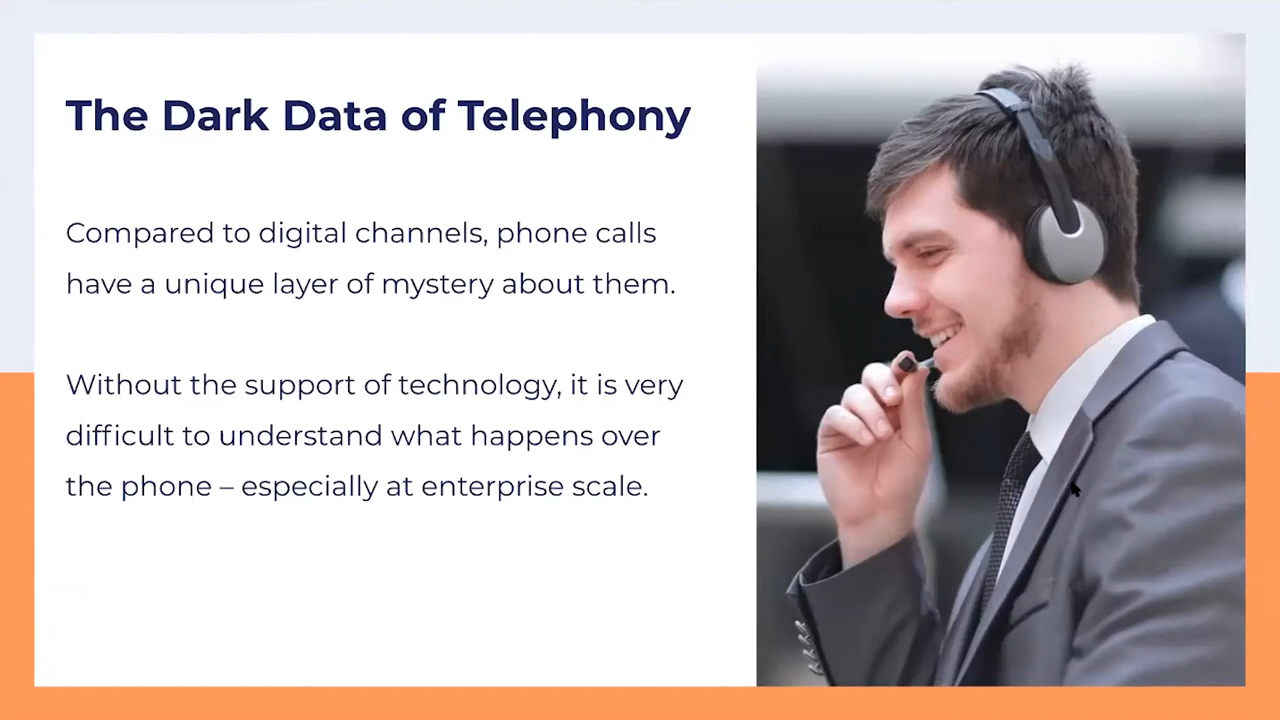 The Dark Data of Telephony
Compared to digital channels, phone calls
have a unique layer of mystery about them.
Without the support of technology, it is very
difficult to understand what happens over
the phone – especially at enterprise scale.